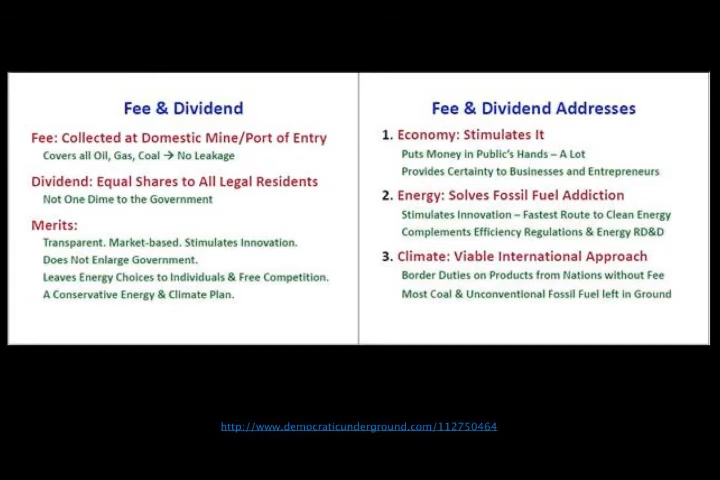 Fee & Dividend
Fee: Collected at Domestic Mine/Port of Entry
Covers all Oil, Gas, Coal → No Leakage
Dividend: Equal Shares to All Legal Residents
Not One Dime to the Government
Merits:
Transparent. Market-based. Stimulates Innovation.
Does Not Enlarge Government.
Leaves Energy Choices to Individuals & Free Competition.
A Conservative Energy & Climate Plan.
Fee & Dividend Addresses
1. Economy: Stimulates It
Puts Money in Public's Hands – A Lot
Provides Certainty to Businesses and Entrepreneurs
2. Energy: Solves Fossil Fuel Addiction
Stimulates Innovation – Fastest Route to Clean Energy
Complements Efficiency Regulations & Energy RD&D
3. Climate: Viable International Approach
Border Duties on Products from Nations without Fee
Most Coal & Unconventional Fossil Fuel left in Ground
http://www.democraticunderground.com/112750464